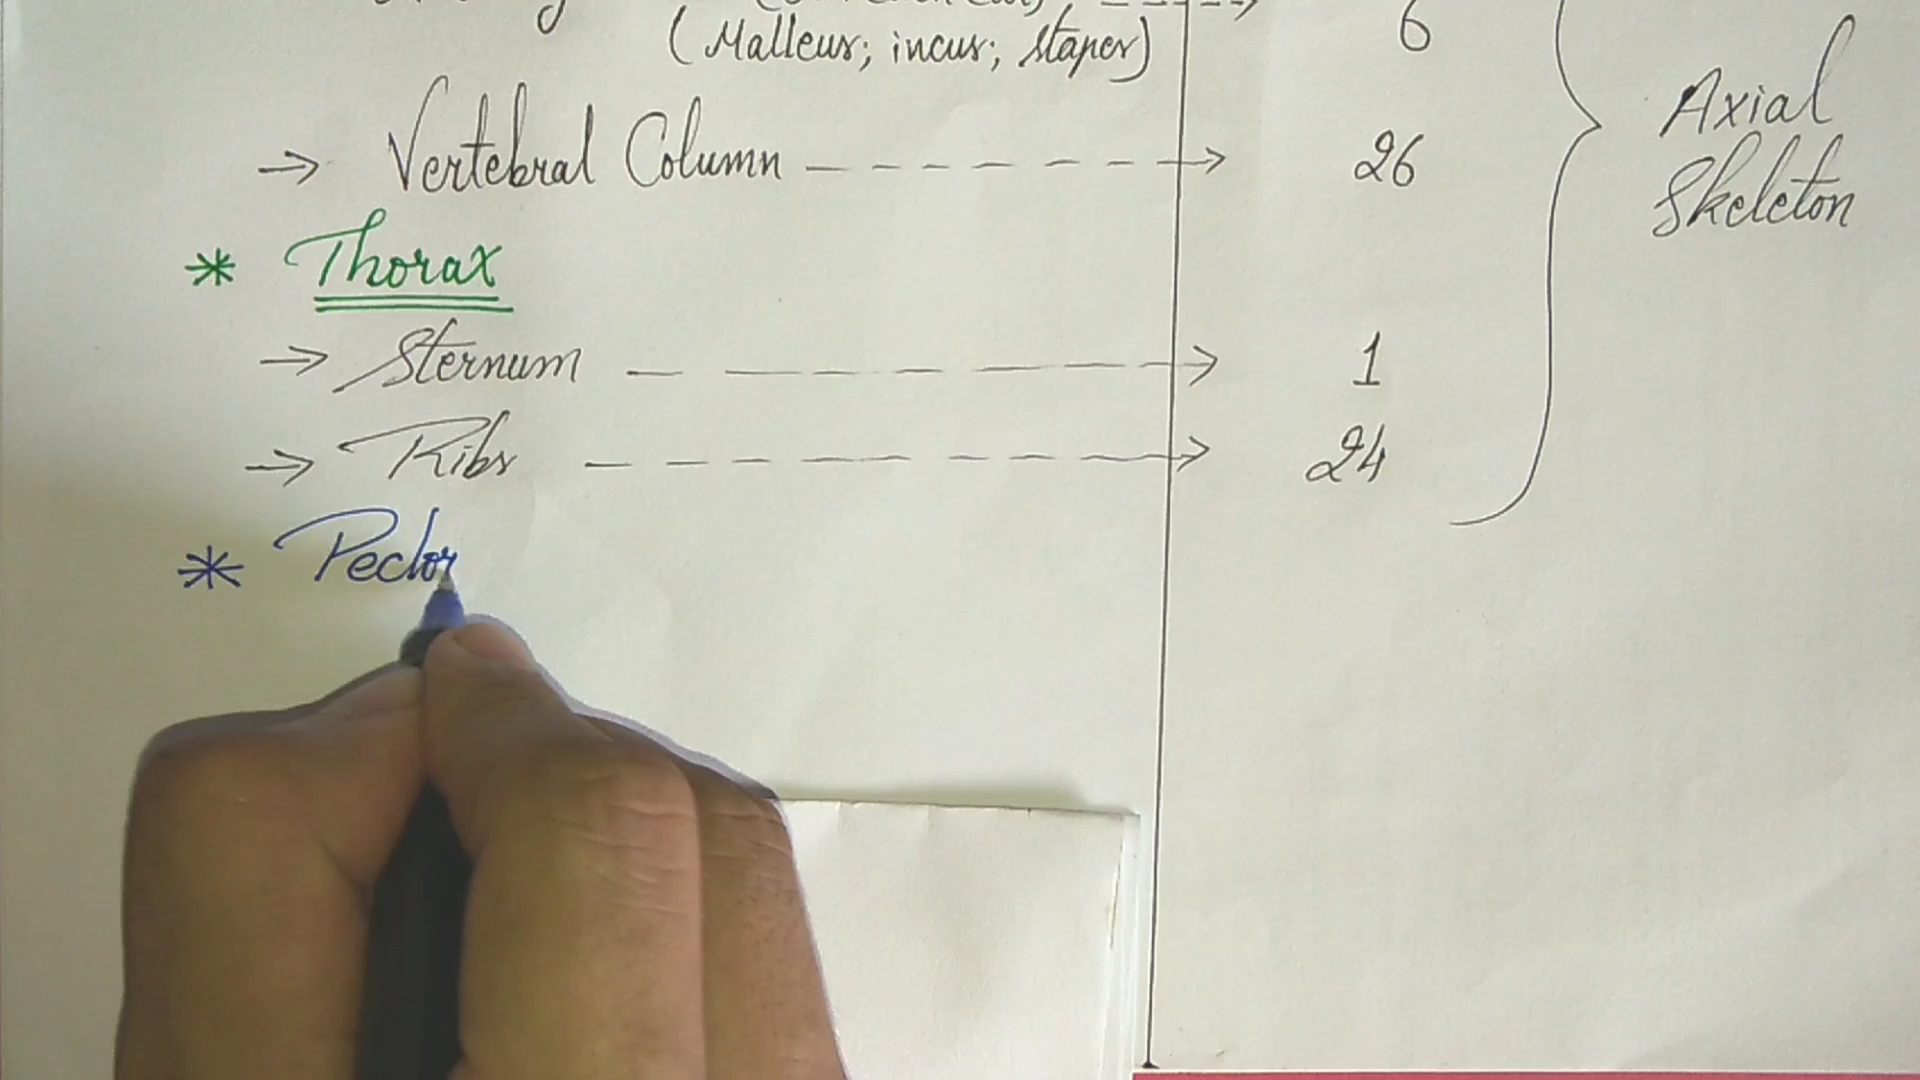 (Malleus; incus; stapes) 6
→ Vertebral Column → 26
Axial
Skeleton
* Thorax
→ Sternum → 1
→ Ribs → 24
* Pector